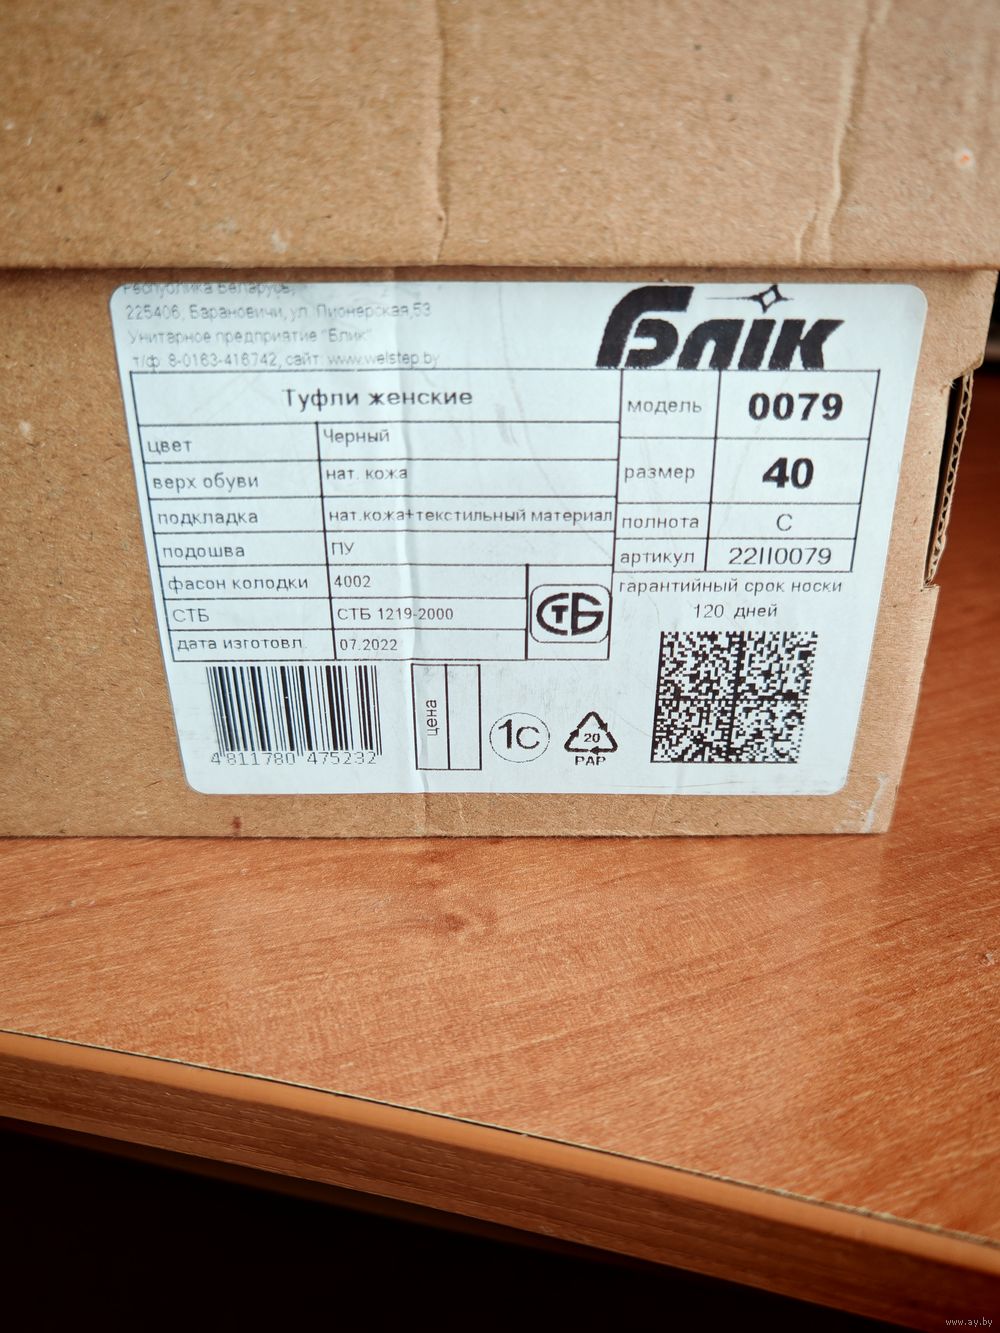 Республика Беларусь,
225406, Барановичи, ул. Пионерская,53
Унитарное предприятие "Блик"
т/ф 8-0163-416742, сайт: www.welstep.by
Блiк
Туфли женские
цвет Черный
верх обуви нат. кожа
подкладка нат.кожа+текстильный материал
подошва ПУ
фасон колодки 4002
СТБ СТБ 1219-2000
дата изготовл. 07.2022
СТБ
модель 0079
размер 40
полнота С
артикул 22II0079
гарантийный срок носки
120 дней
4 811780 475232
цена
1С
20
PAP
www.ay.by